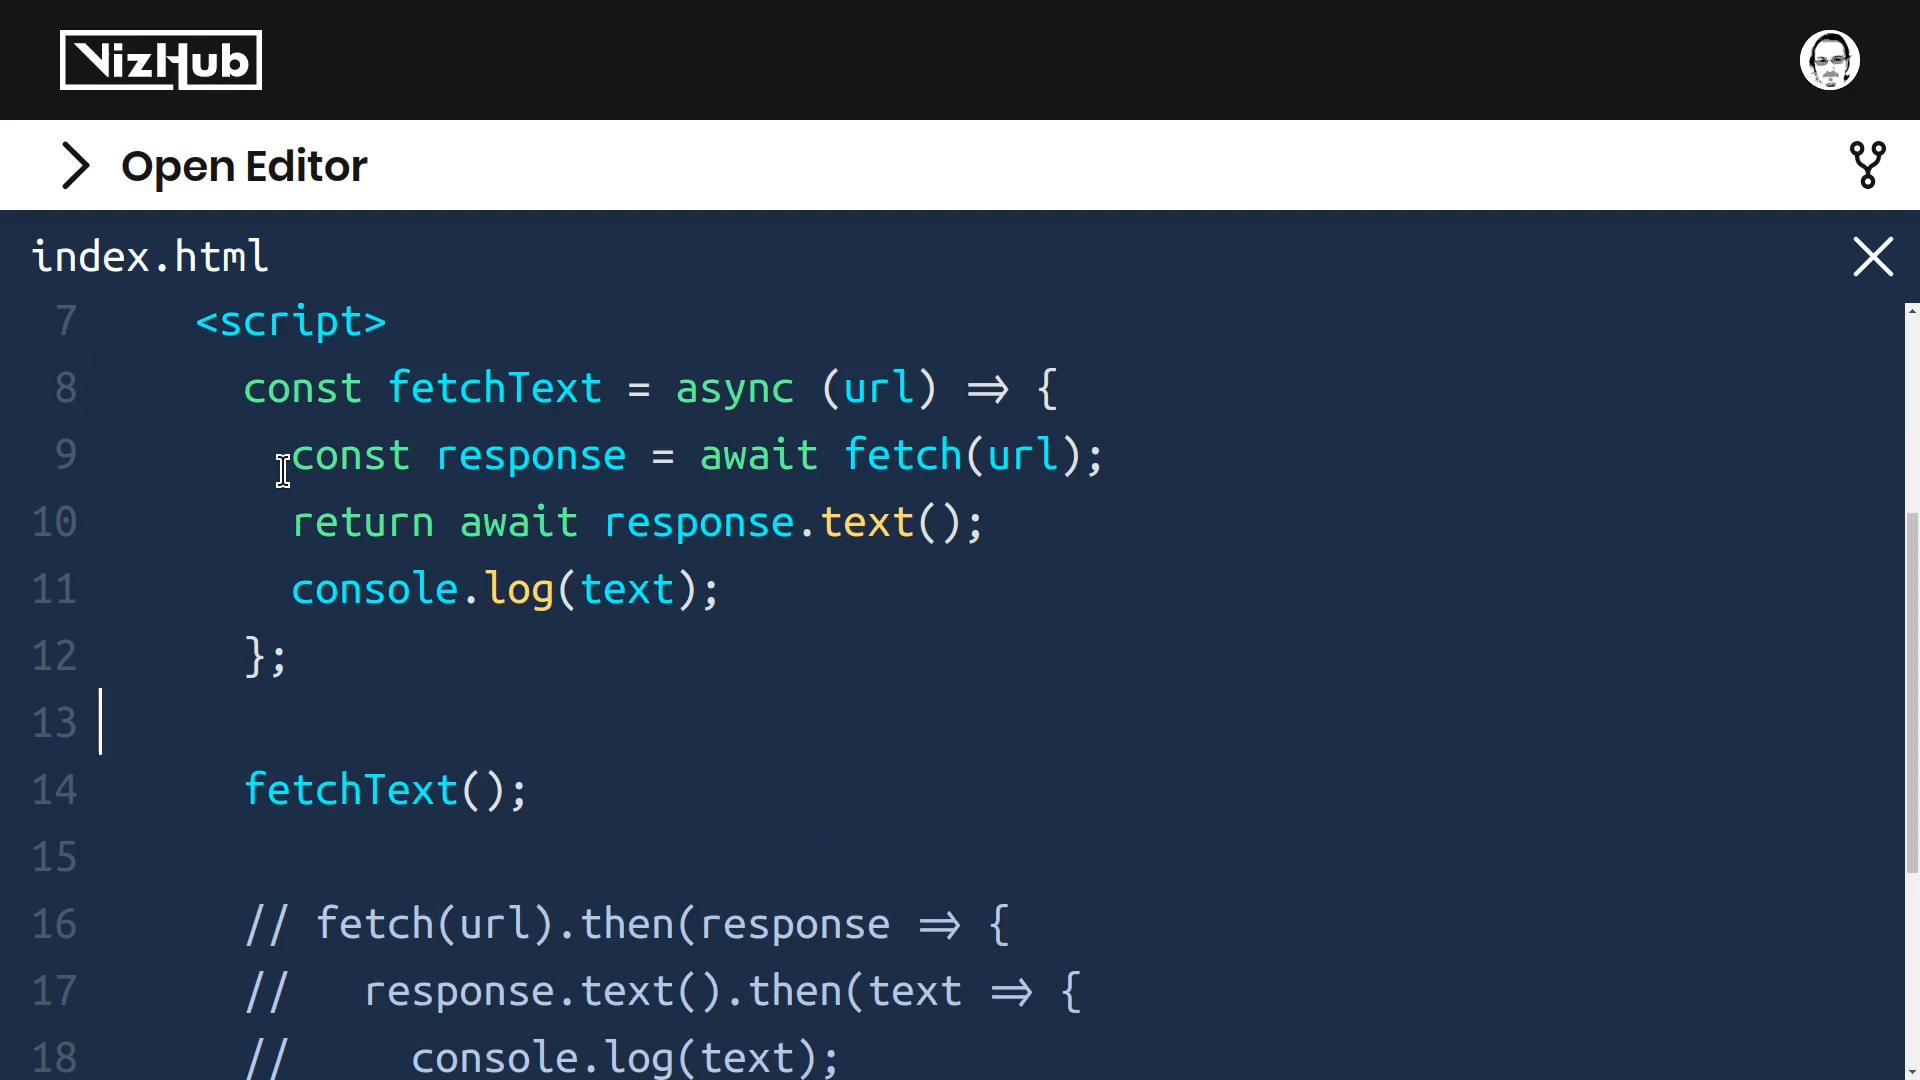 VizHub
Open Editor
index.html
7 <script>
8 const fetchText = async (url) => {
9 const response = await fetch(url);
10 return await response.text();
11 console.log(text);
12 };
13
14 fetchText();
15
16 // fetch(url).then(response => {
17 // response.text().then(text => {
18 // console.log(text);